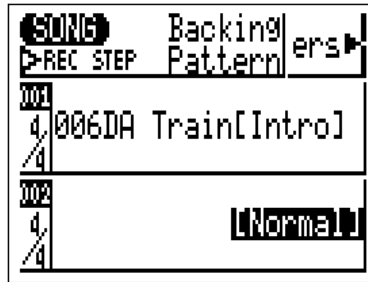 SONG
REC STEP
Backing
Pattern
ers
001
4/4
006DA Train[Intro]
002
4/4
[Normal]